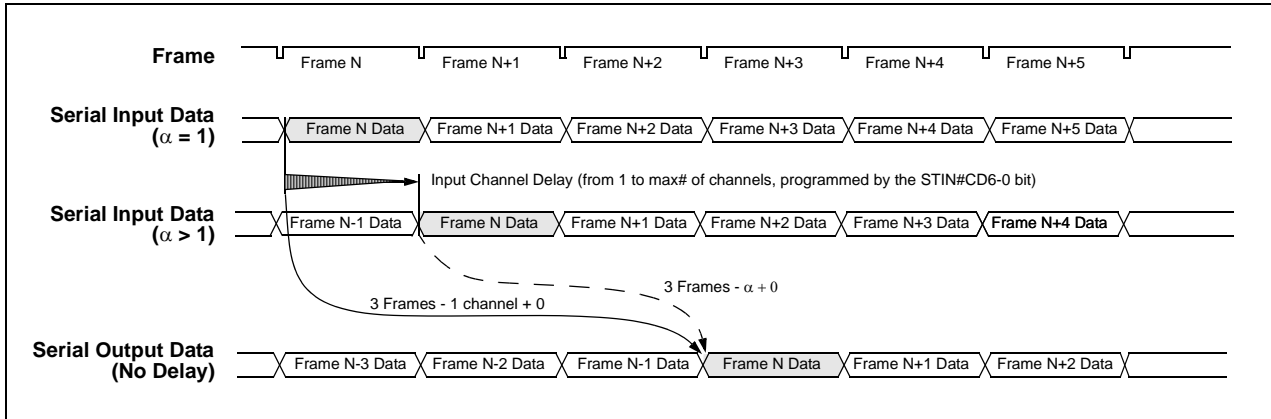 Frame
Frame N Frame N+1 Frame N+2 Frame N+3 Frame N+4 Frame N+5
Serial Input Data
(α = 1)
Frame N Data Frame N+1 Data Frame N+2 Data Frame N+3 Data Frame N+4 Data Frame N+5 Data
Input Channel Delay (from 1 to max# of channels, programmed by the STIN#CD6-0 bit)
Serial Input Data
(α > 1)
Frame N-1 Data Frame N Data Frame N+1 Data Frame N+2 Data Frame N+3 Data Frame N+4 Data
3 Frames - α + 0
3 Frames - 1 channel + 0
Serial Output Data
(No Delay)
Frame N-3 Data Frame N-2 Data Frame N-1 Data Frame N Data Frame N+1 Data Frame N+2 Data